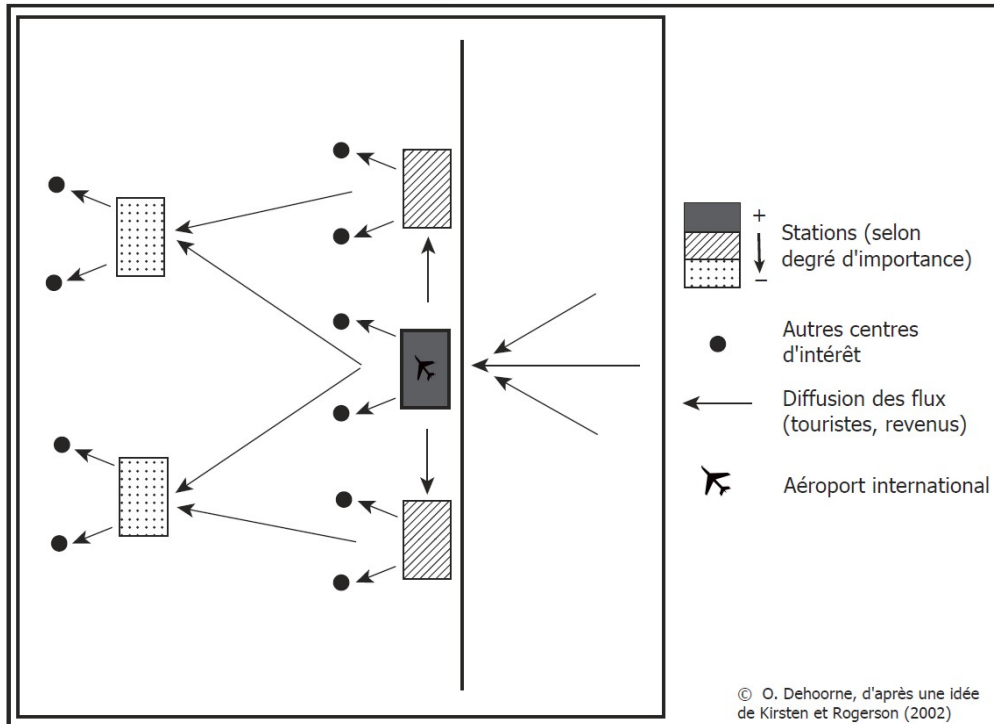 +
Stations (selon
degré d'importance)
–
Autres centres
d'intérêt
Diffusion des flux
(touristes, revenus)
Aéroport international
© O. Dehoorne, d'après une idée
de Kirsten et Rogerson (2002)